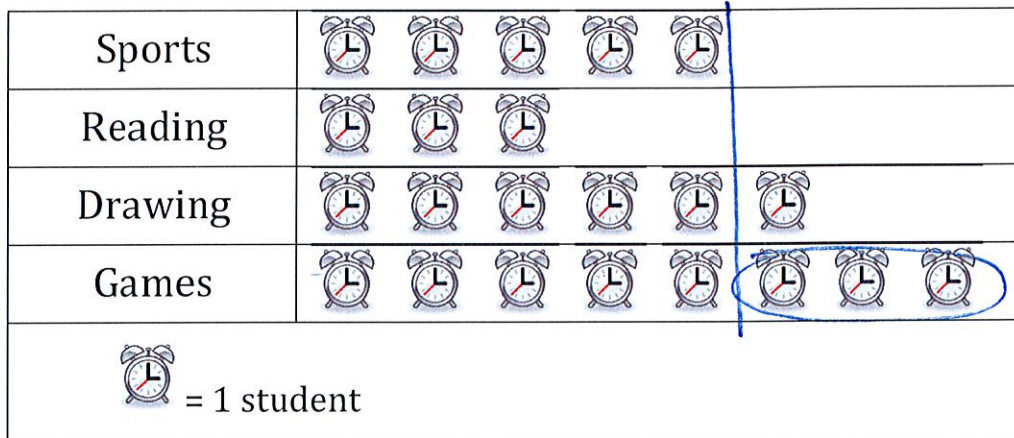 Sports
Reading
Drawing
Games
= 1 student